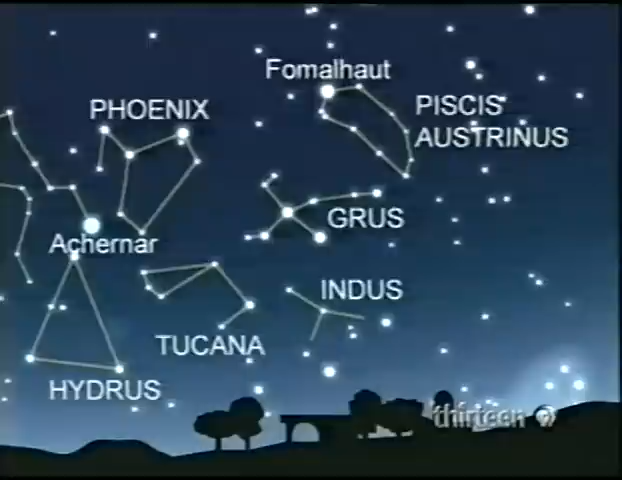 Fomalhaut
PHOENIX
PISCIS
AUSTRINUS
GRUS
Achernar
INDUS
TUCANA
HYDRUS
thirteen